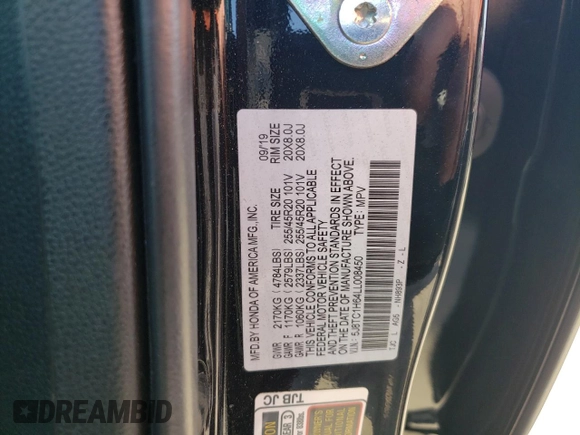 MFD.BY HONDA OF AMERICA MFG.,INC. 09/'19
TIRE SIZE RIM SIZE
GVWR 2170KG (4784LBS)
GAWR F 1170KG (2579LBS) 255/45R20 101V 20X8.0J
GAWR R 1060KG (2337LBS) 255/45R20 101V 20X8.0J
THIS VEHICLE CONFORMS TO ALL APPLICABLE
FEDERAL MOTOR VEHICLE SAFETY
AND THEFT PREVENTION STANDARDS IN EFFECT
ON THE DATE OF MANUFACTURE SHOWN ABOVE.
V.I.N.: 5J8TC1H64LL008450 TYPE: MPV
TJC L AG5 NH893P -Z-L
TJB JC
DREAMBID